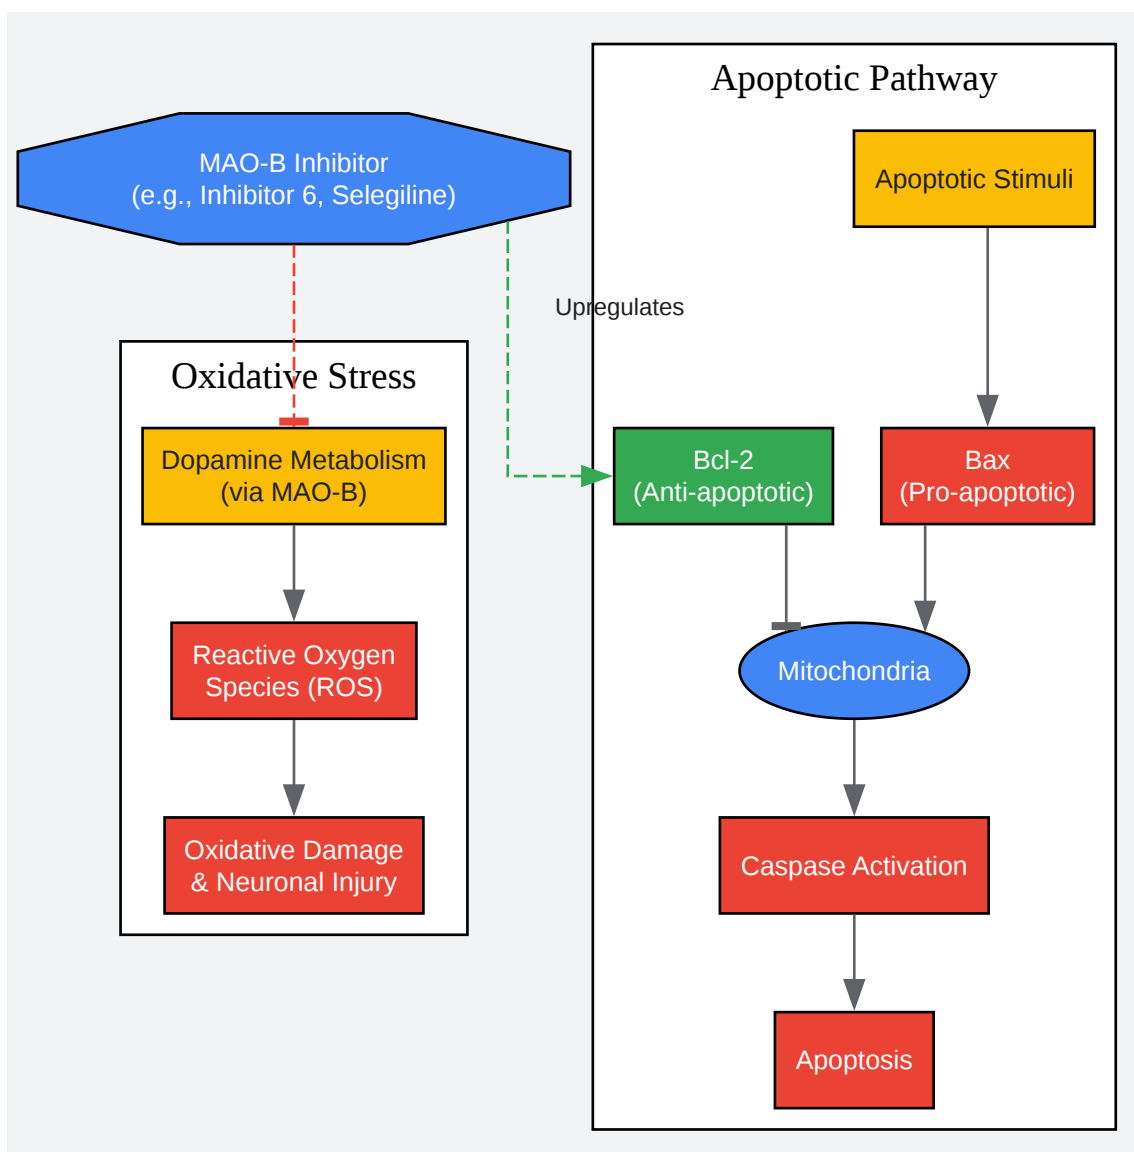 Apoptotic Pathway
MAO-B Inhibitor
(e.g., Inhibitor 6, Selegiline)
Apoptotic Stimuli
Upregulates
Oxidative Stress
Dopamine Metabolism
(via MAO-B)
Bcl-2
(Anti-apoptotic)
Bax
(Pro-apoptotic)
Reactive Oxygen
Species (ROS)
Mitochondria
Oxidative Damage
& Neuronal Injury
Caspase Activation
Apoptosis